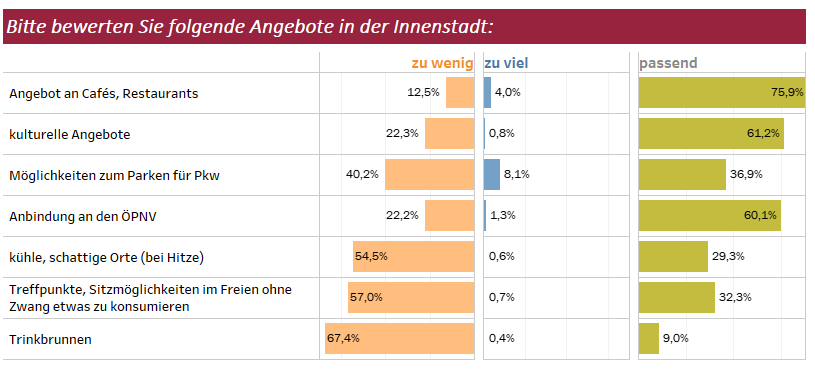 Bitte bewerten Sie folgende Angebote in der Innenstadt:
zu wenig zu viel passend
Angebot an Cafés, Restaurants 12,5% 4,0% 75,9%
kulturelle Angebote 22,3% 0,8% 61,2%
Möglichkeiten zum Parken für Pkw 40,2% 8,1% 36,9%
Anbindung an den ÖPNV 22,2% 1,3% 60,1%
kühle, schattige Orte (bei Hitze) 54,5% 0,6% 29,3%
Treffpunkte, Sitzmöglichkeiten im Freien ohne
Zwang etwas zu konsumieren 57,0% 0,7% 32,3%
Trinkbrunnen 67,4% 0,4% 9,0%